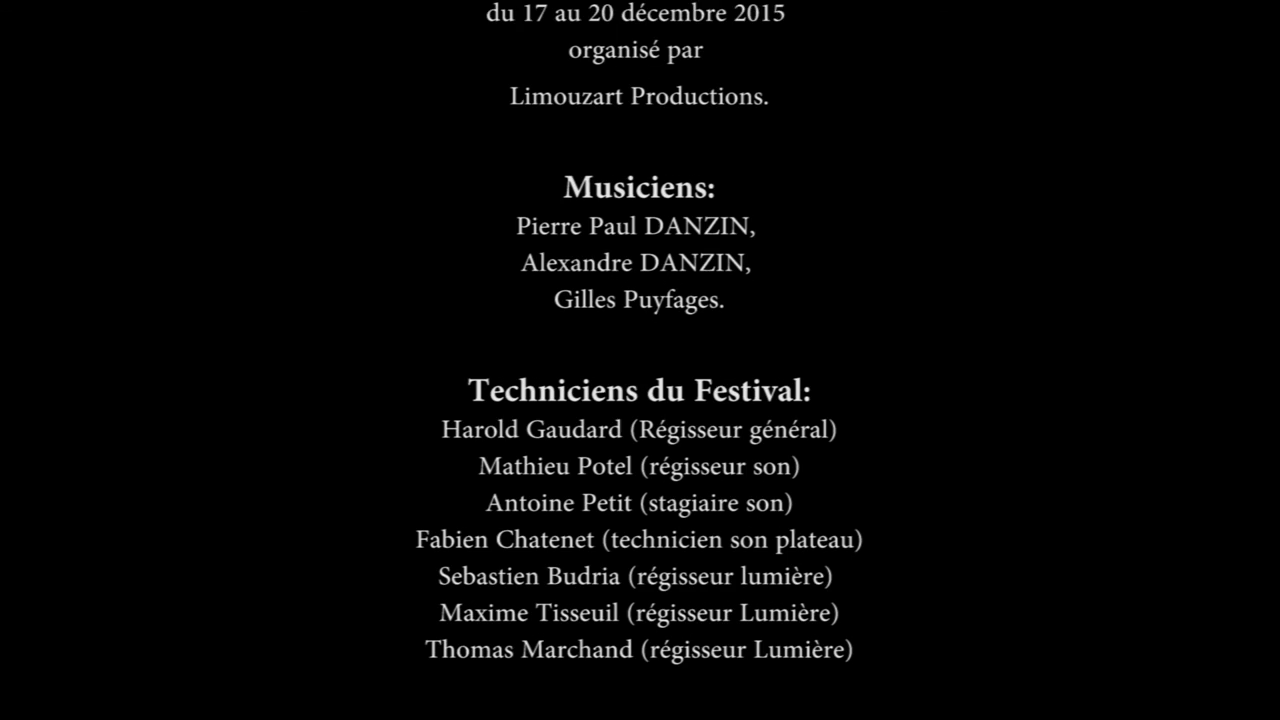 du 17 au 20 décembre 2015
organisé par
Limouzart Productions.
Musiciens:
Pierre Paul DANZIN,
Alexandre DANZIN,
Gilles Puyfages.
Techniciens du Festival:
Harold Gaudard (Régisseur général)
Mathieu Potel (régisseur son)
Antoine Petit (stagiaire son)
Fabien Chatenet (technicien son plateau)
Sebastien Budria (régisseur lumière)
Maxime Tisseuil (régisseur Lumière)
Thomas Marchand (régisseur Lumière)